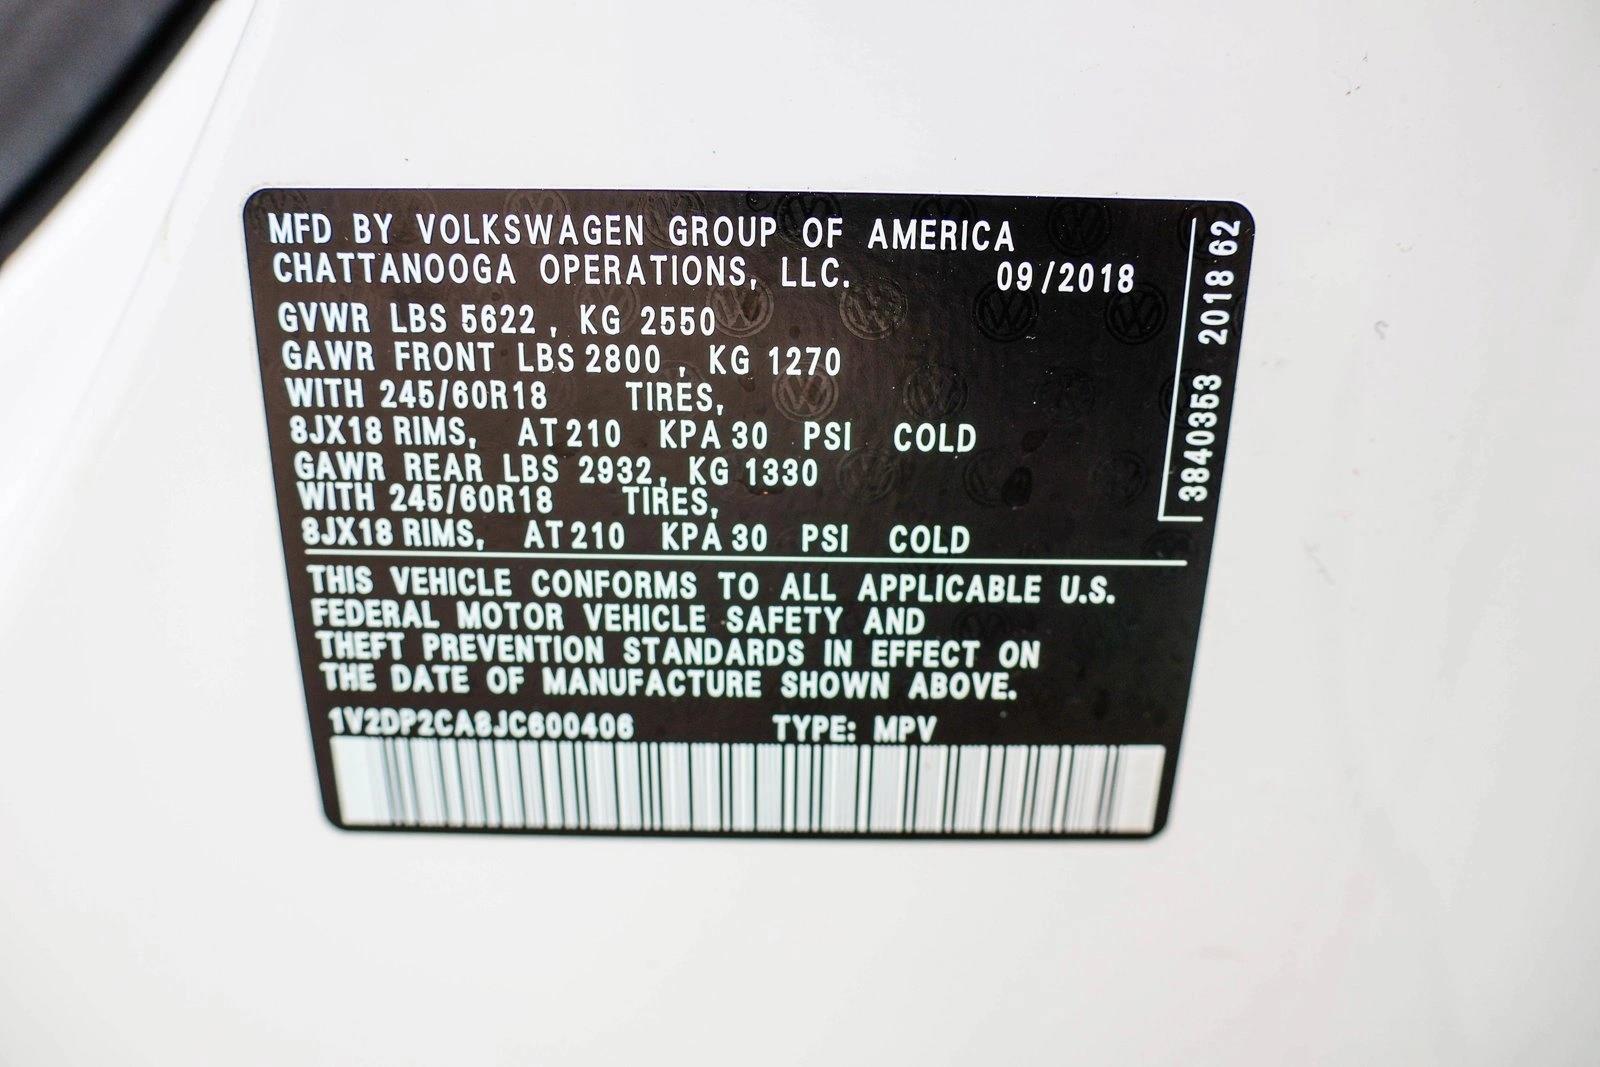 MFD BY VOLKSWAGEN GROUP OF AMERICA
CHATTANOOGA OPERATIONS, LLC. 09/2018
GVWR LBS 5622 , KG 2550
GAWR FRONT LBS 2800 , KG 1270
WITH 245/60R18 TIRES,
8JX18 RIMS, AT 210 KPA 30 PSI COLD
GAWR REAR LBS 2932, KG 1330
WITH 245/60R18 TIRES,
8JX18 RIMS, AT 210 KPA 30 PSI COLD
THIS VEHICLE CONFORMS TO ALL APPLICABLE U.S.
FEDERAL MOTOR VEHICLE SAFETY AND
THEFT PREVENTION STANDARDS IN EFFECT ON
THE DATE OF MANUFACTURE SHOWN ABOVE.
1V2DP2CA8JC600406 TYPE: MPV
3840353 2018 62